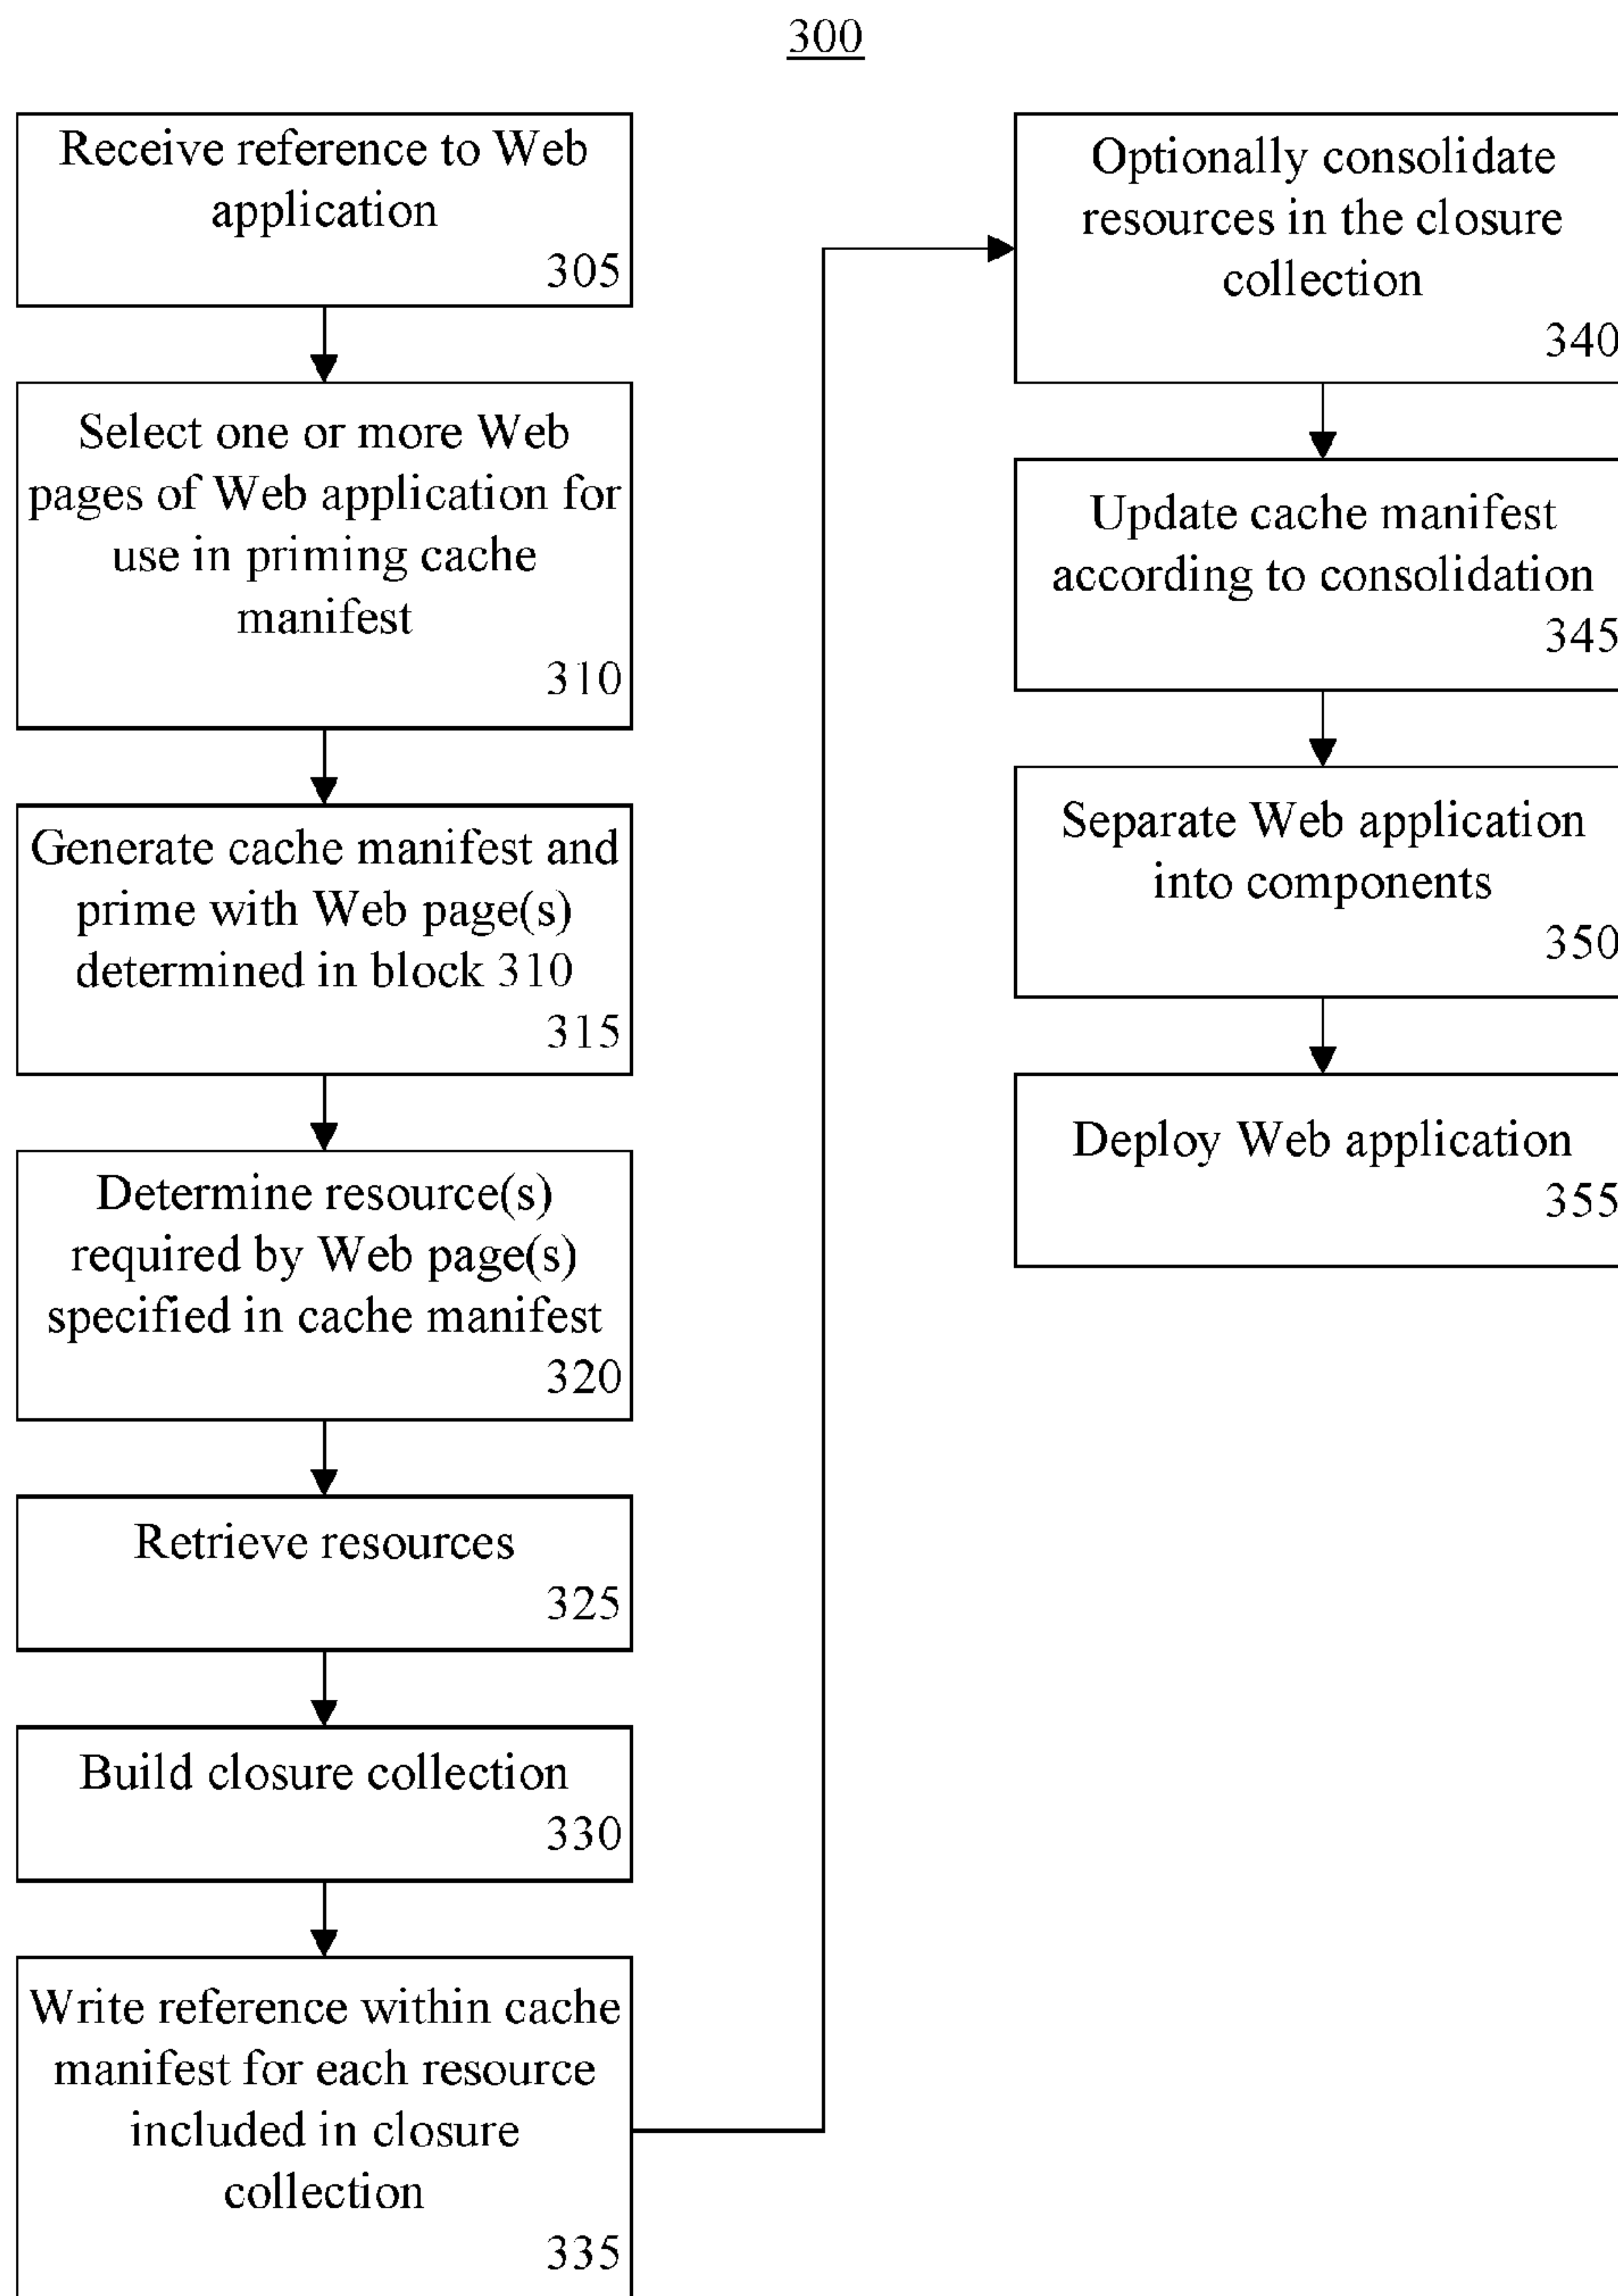 300
Receive reference to Web
application
305
Select one or more Web
pages of Web application for
use in priming cache
manifest
310
Generate cache manifest and
prime with Web page(s)
determined in block 310
315
Determine resource(s)
required by Web page(s)
specified in cache manifest
320
Retrieve resources
325
Build closure collection
330
Write reference within cache
manifest for each resource
included in closure
collection
335
Optionally consolidate
resources in the closure
collection
340
Update cache manifest
according to consolidation
345
Separate Web application
into components
350
Deploy Web application
355